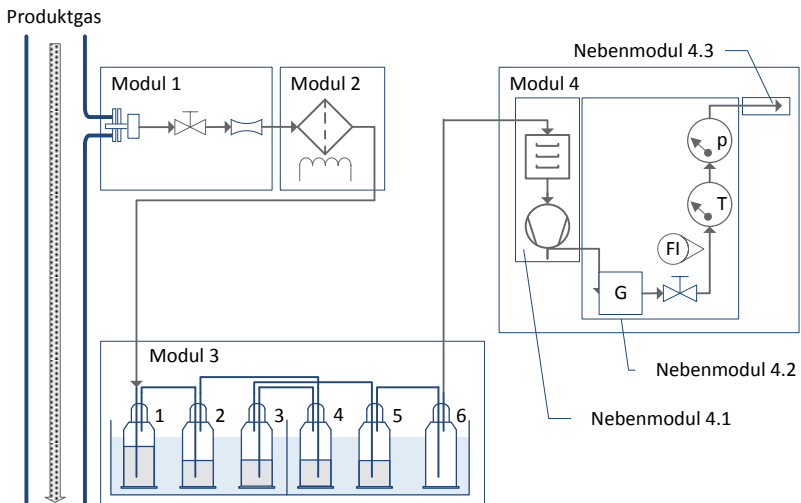 Produktgas
Nebenmodul 4.3
Modul 1
Modul 2
Modul 4
p
T
FI
G
Modul 3
Nebenmodul 4.2
Nebenmodul 4.1
1 2 3 4 5 6